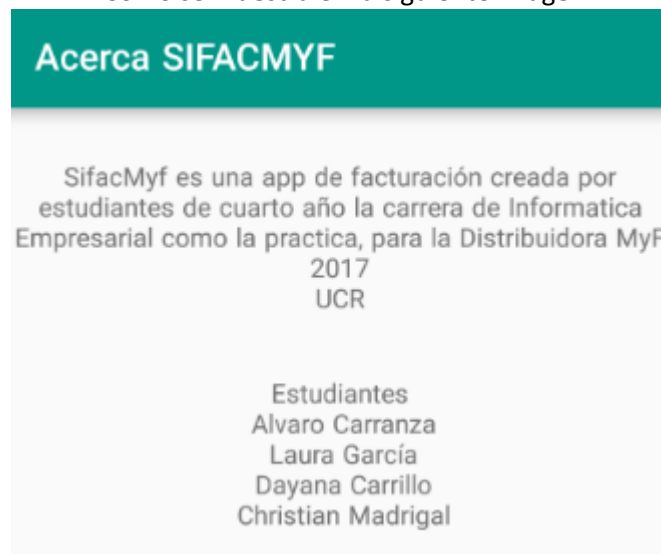 Acerca SIFACMYF
SifacMyf es una app de facturación creada por
estudiantes de cuarto año la carrera de Informatica
Empresarial como la practica, para la Distribuidora MyF
2017
UCR
Estudiantes
Alvaro Carranza
Laura García
Dayana Carrillo
Christian Madrigal